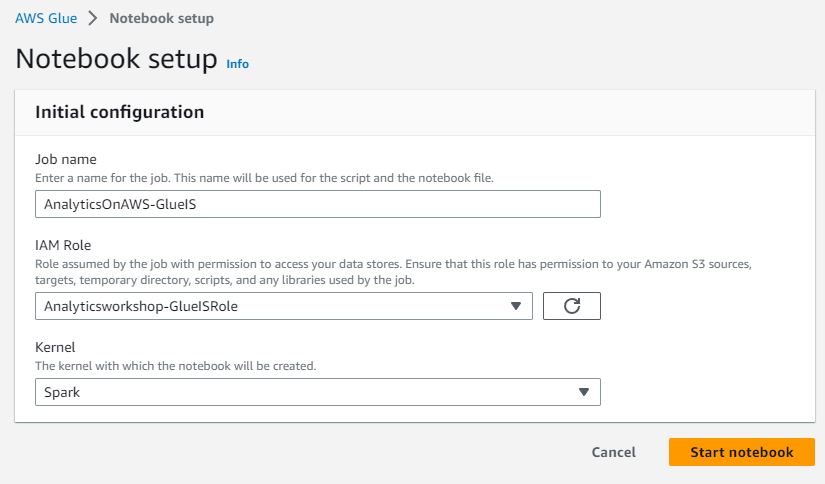 AWS Glue > Notebook setup
Notebook setup Info
Initial configuration
Job name
Enter a name for the job. This name will be used for the script and the notebook file.
AnalyticsOnAWS-GlueIS
IAM Role
Role assumed by the job with permission to access your data stores. Ensure that this role has permission to your Amazon S3 sources,
targets, temporary directory, scripts, and any libraries used by the job.
Analyticsworkshop-GlueISRole
Kernel
The kernel with which the notebook will be created.
Spark
Cancel Start notebook